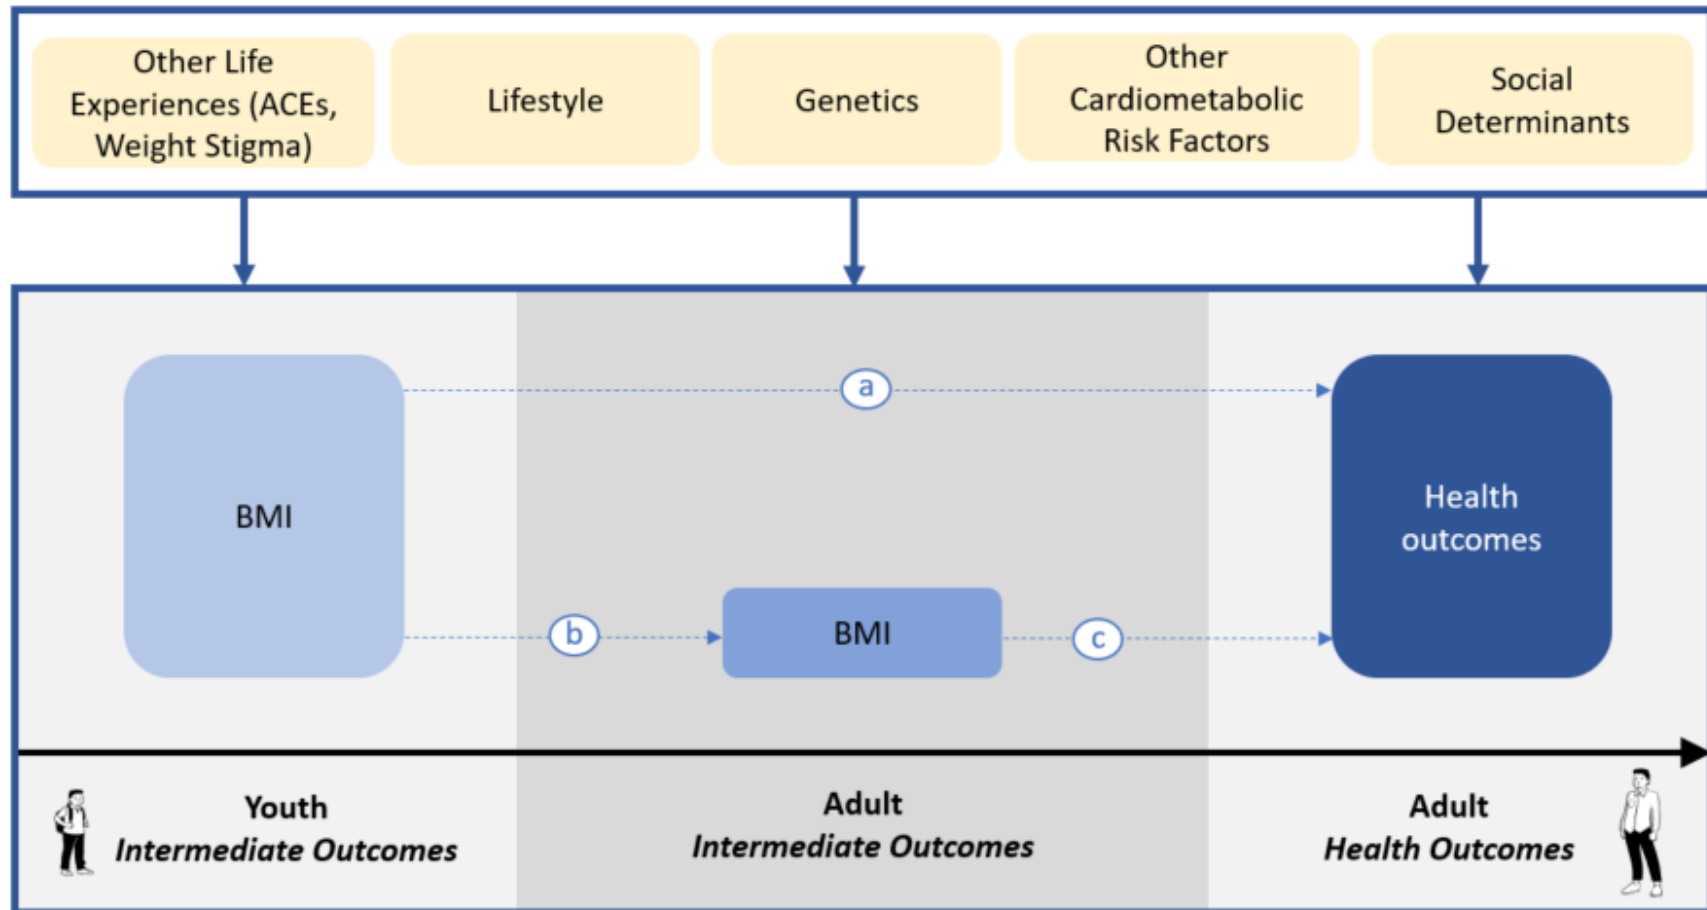 Other Life
Experiences (ACEs,
Weight Stigma)
Lifestyle
Genetics
Other
Cardiometabolic
Risk Factors
Social
Determinants
a
BMI
Health
outcomes
b
BMI
c
Youth
Intermediate Outcomes
Adult
Intermediate Outcomes
Adult
Health Outcomes